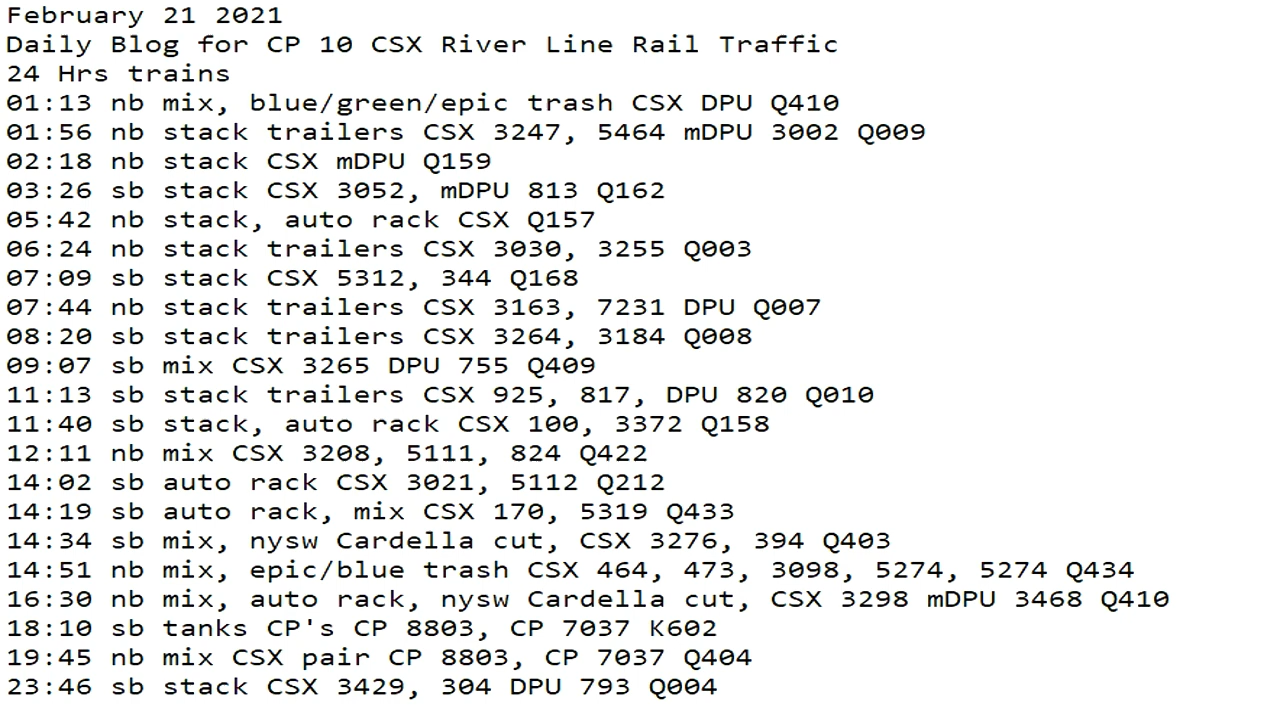 February 21 2021
Daily Blog for CP 10 CSX River Line Rail Traffic
24 Hrs trains
01:13 nb mix, blue/green/epic trash CSX DPU Q410
01:56 nb stack trailers CSX 3247, 5464 mDPU 3002 Q009
02:18 nb stack CSX mDPU Q159
03:26 sb stack CSX 3052, mDPU 813 Q162
05:42 nb stack, auto rack CSX Q157
06:24 nb stack trailers CSX 3030, 3255 Q003
07:09 sb stack CSX 5312, 344 Q168
07:44 nb stack trailers CSX 3163, 7231 DPU Q007
08:20 sb stack trailers CSX 3264, 3184 Q008
09:07 sb mix CSX 3265 DPU 755 Q409
11:13 sb stack trailers CSX 925, 817, DPU 820 Q010
11:40 sb stack, auto rack CSX 100, 3372 Q158
12:11 nb mix CSX 3208, 5111, 824 Q422
14:02 sb auto rack CSX 3021, 5112 Q212
14:19 sb auto rack, mix CSX 170, 5319 Q433
14:34 sb mix, nysw Cardella cut, CSX 3276, 394 Q403
14:51 nb mix, epic/blue trash CSX 464, 473, 3098, 5274, 5274 Q434
16:30 nb mix, auto rack, nysw Cardella cut, CSX 3298 mDPU 3468 Q410
18:10 sb tanks CP's CP 8803, CP 7037 K602
19:45 nb mix CSX pair CP 8803, CP 7037 Q404
23:46 sb stack CSX 3429, 304 DPU 793 Q004